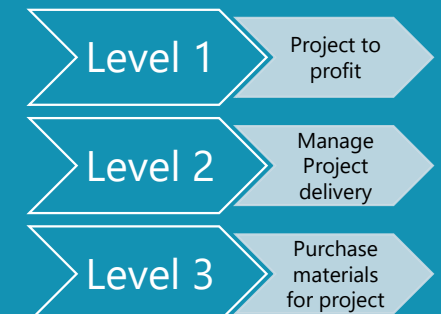 Level 1
Project to
profit
Level 2
Manage
Project
delivery
Level 3
Purchase
materials
for project